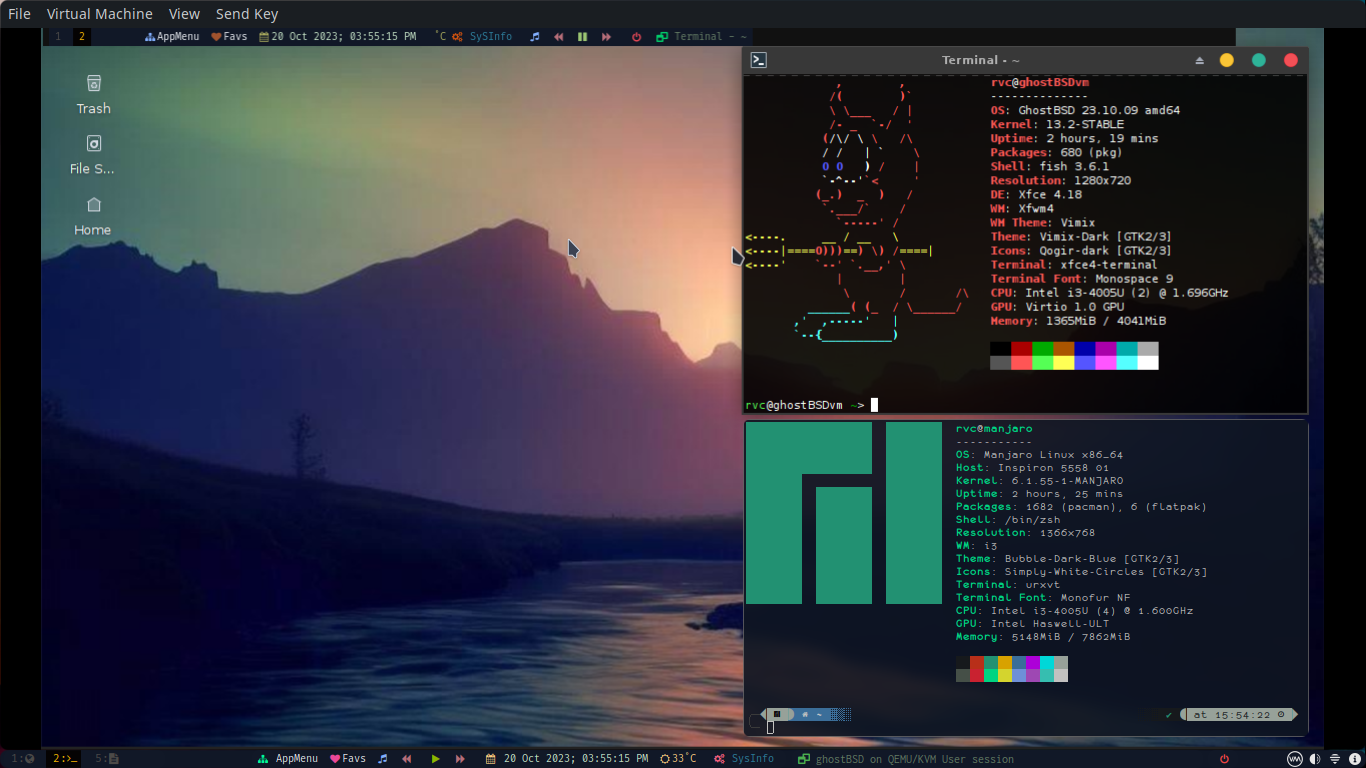 File Virtual Machine View Send Key
1 2 AppMenu Favs 20 Oct 2023; 03:55:15 PM °C SysInfo Terminal - ~
Trash
File S...
Home
Terminal - ~
rvc@ghostBSDvm
--------------
OS: GhostBSD 23.10.09 amd64
Kernel: 13.2-STABLE
Uptime: 2 hours, 19 mins
Packages: 680 (pkg)
Shell: fish 3.6.1
Resolution: 1280x720
DE: Xfce 4.18
WM: Xfwm4
WM Theme: Vimix
Theme: Vimix-Dark [GTK2/3]
Icons: Qogir-dark [GTK2/3]
Terminal: xfce4-terminal
Terminal Font: Monospace 9
CPU: Intel i3-4005U (2) @ 1.696GHz
GPU: Virtio 1.0 GPU
Memory: 1365MiB / 4041MiB
rvc@ghostBSDvm ~>
rvc@manjaro
-----------
OS: Manjaro Linux x86_64
Host: Inspiron 5558 01
Kernel: 6.1.55-1-MANJARO
Uptime: 2 hours, 25 mins
Packages: 1682 (pacman), 6 (flatpak)
Shell: /bin/zsh
Resolution: 1366x768
WM: i3
Theme: Bubble-Dark-Blue [GTK2/3]
Icons: Simply-White-Circles [GTK2/3]
Terminal: urxvt
Terminal Font: Monofur NF
CPU: Intel i3-4005U (4) @ 1.600GHz
GPU: Intel Haswell-ULT
Memory: 5148MiB / 7862MiB
~ at 15:54:22
1: 2: 5: AppMenu Favs 20 Oct 2023; 03:55:15 PM 33°C SysInfo ghostBSD on QEMU/KVM User session